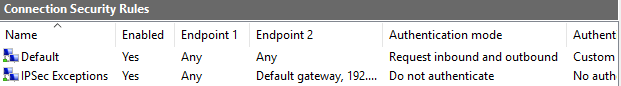 Connection Security Rules
Name Enabled Endpoint 1 Endpoint 2 Authentication mode Authent
Default Yes Any Any Request inbound and outbound Custom
IPSec Exceptions Yes Any Default gateway, 192.... Do not authenticate No auth